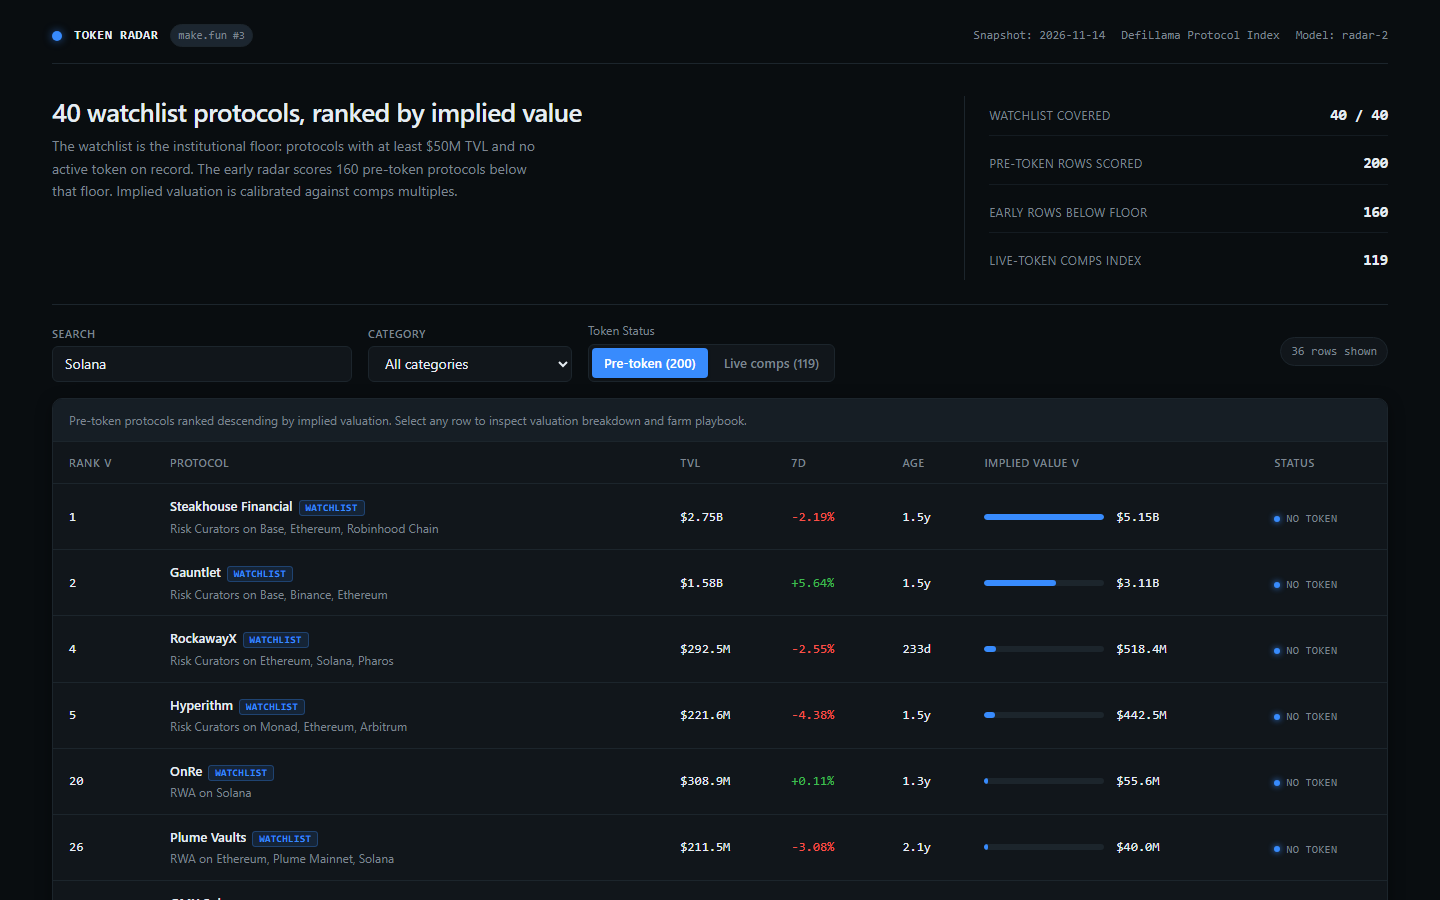 TOKEN RADAR make.fun #3
Snapshot: 2026-11-14 DefiLlama Protocol Index Model: radar-2
40 watchlist protocols, ranked by implied value
The watchlist is the institutional floor: protocols with at least $50M TVL and no
active token on record. The early radar scores 160 pre-token protocols below
that floor. Implied valuation is calibrated against comps multiples.
WATCHLIST COVERED 40 / 40
PRE-TOKEN ROWS SCORED 200
EARLY ROWS BELOW FLOOR 160
LIVE-TOKEN COMPS INDEX 119
SEARCH CATEGORY Token Status
Solana All categories Pre-token (200) Live comps (119) 36 rows shown
Pre-token protocols ranked descending by implied valuation. Select any row to inspect valuation breakdown and farm playbook.
RANK V PROTOCOL TVL 7D AGE IMPLIED VALUE V STATUS
1 Steakhouse Financial WATCHLIST $2.75B -2.19% 1.5y $5.15B NO TOKEN
Risk Curators on Base, Ethereum, Robinhood Chain
2 Gauntlet WATCHLIST $1.58B +5.64% 1.5y $3.11B NO TOKEN
Risk Curators on Base, Binance, Ethereum
4 RockawayX WATCHLIST $292.5M -2.55% 233d $518.4M NO TOKEN
Risk Curators on Ethereum, Solana, Pharos
5 Hyperithm WATCHLIST $221.6M -4.38% 1.5y $442.5M NO TOKEN
Risk Curators on Monad, Ethereum, Arbitrum
20 OnRe WATCHLIST $308.9M +0.11% 1.3y $55.6M NO TOKEN
RWA on Solana
26 Plume Vaults WATCHLIST $211.5M -3.08% 2.1y $40.0M NO TOKEN
RWA on Ethereum, Plume Mainnet, Solana